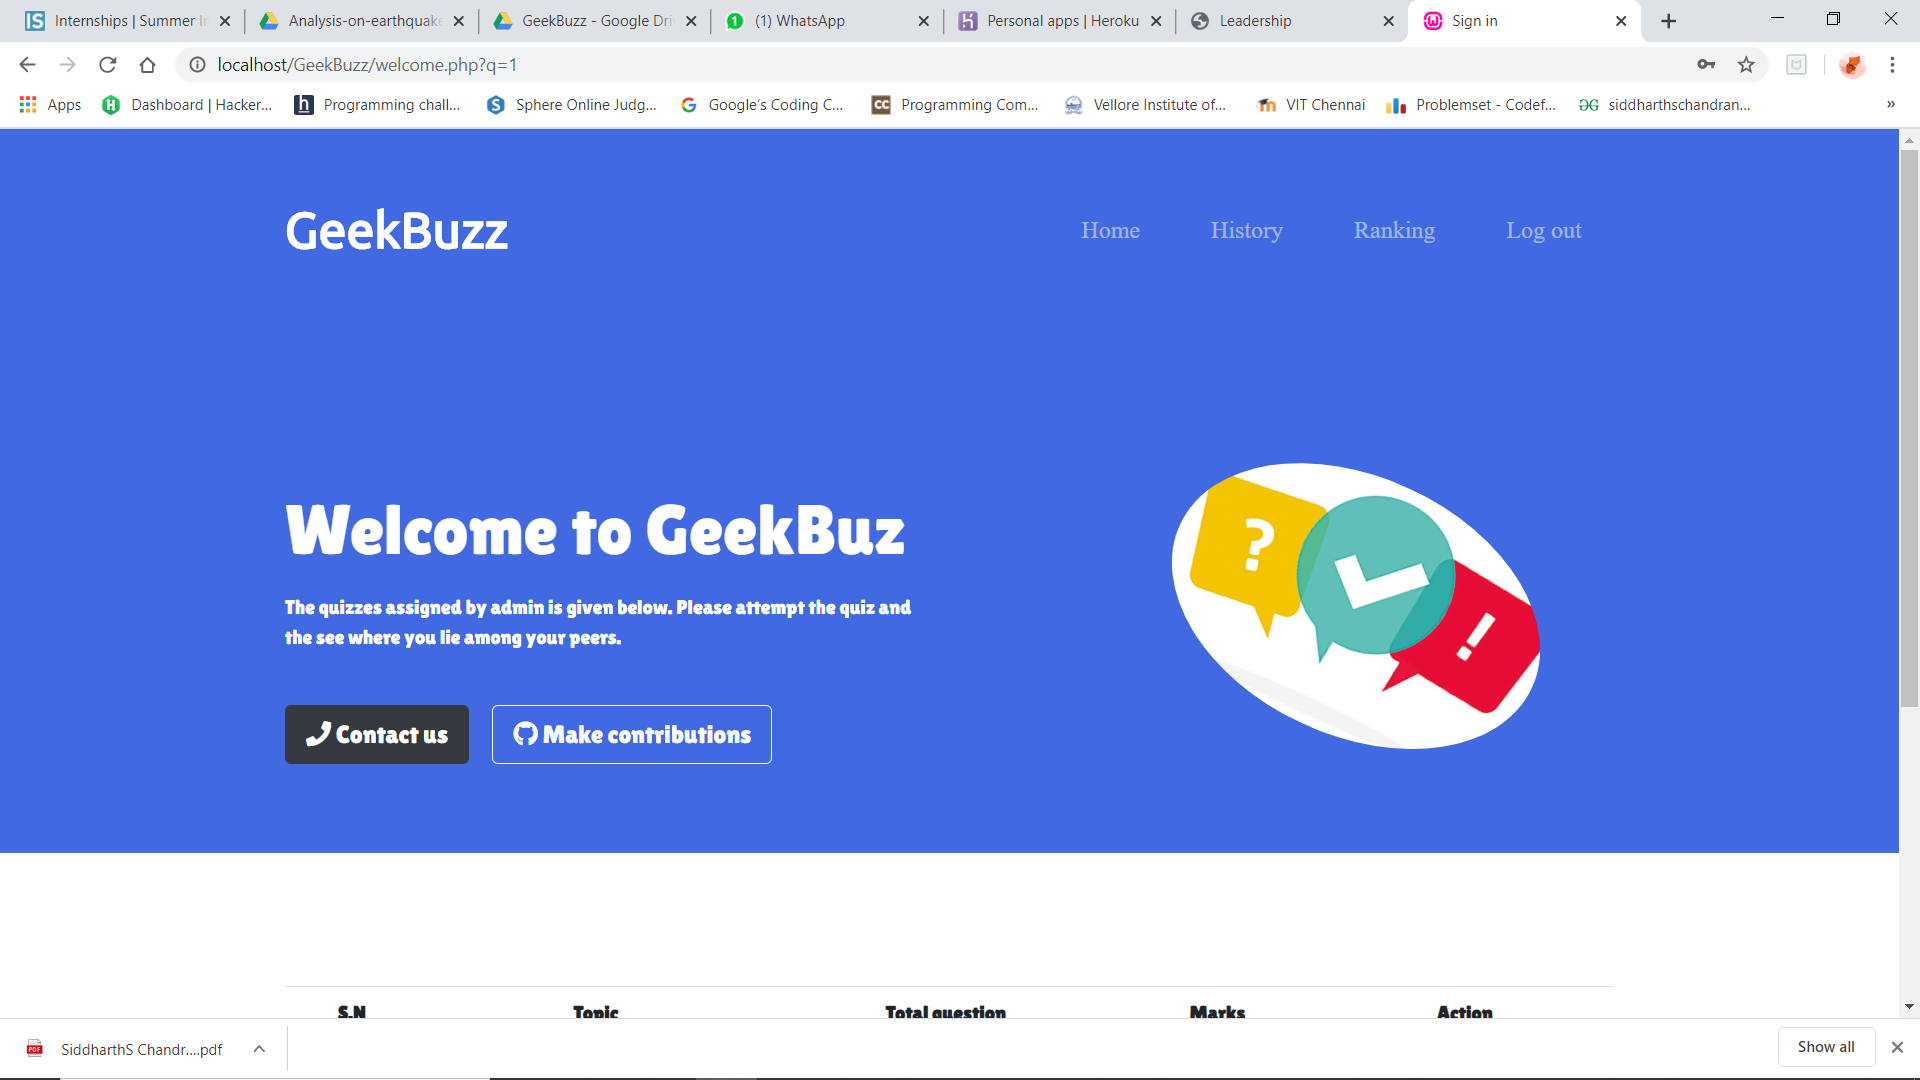 Internships | Summer In
Analysis-on-earthquake
GeekBuzz - Google Dri
(1) WhatsApp
Personal apps | Heroku
Leadership
Sign in
localhost/GeekBuzz/welcome.php?q=1
Apps
Dashboard | Hacker...
Programming chall...
Sphere Online Judg...
Google's Coding C...
Programming Com...
Vellore Institute of...
VIT Chennai
Problemset - Codef...
siddharthschandran...
»
GeekBuzz
Home History Ranking Log out
Welcome to GeekBuz
The quizzes assigned by admin is given below. Please attempt the quiz and
the see where you lie among your peers.
Contact us
Make contributions
? !
S.N Topic Total question Marks Action
PDF
SiddharthS Chandr....pdf
Show all